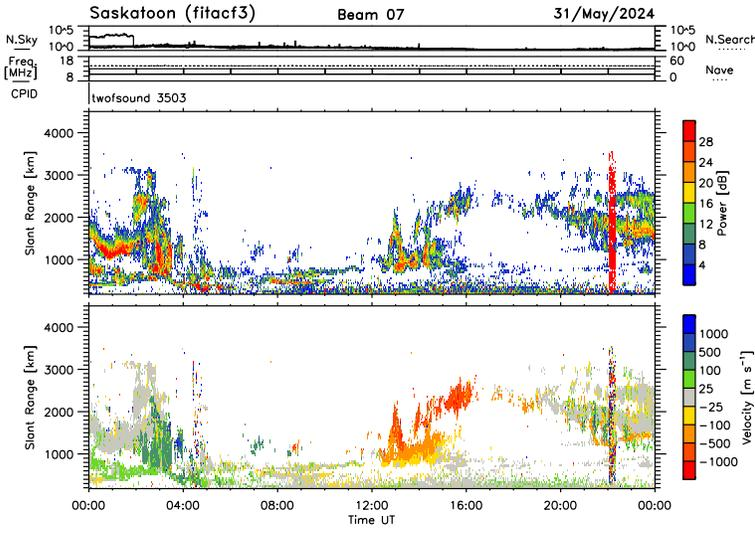 Saskatoon (fitacf3) Beam 07 31/May/2024
N.Sky 10^5 10^0 10^5 10^0 N.Search
Freq. [MHz] 18 8 60 0 Nave
CPID twofsound 3503
Slant Range [km] 4000 3000 2000 1000
Power [dB] 28 24 20 16 12 8 4
Slant Range [km] 4000 3000 2000 1000
Velocity [m s⁻¹] 1000 500 100 25 −25 −100 −500 −1000
00:00 04:00 08:00 12:00 16:00 20:00 00:00
Time UT